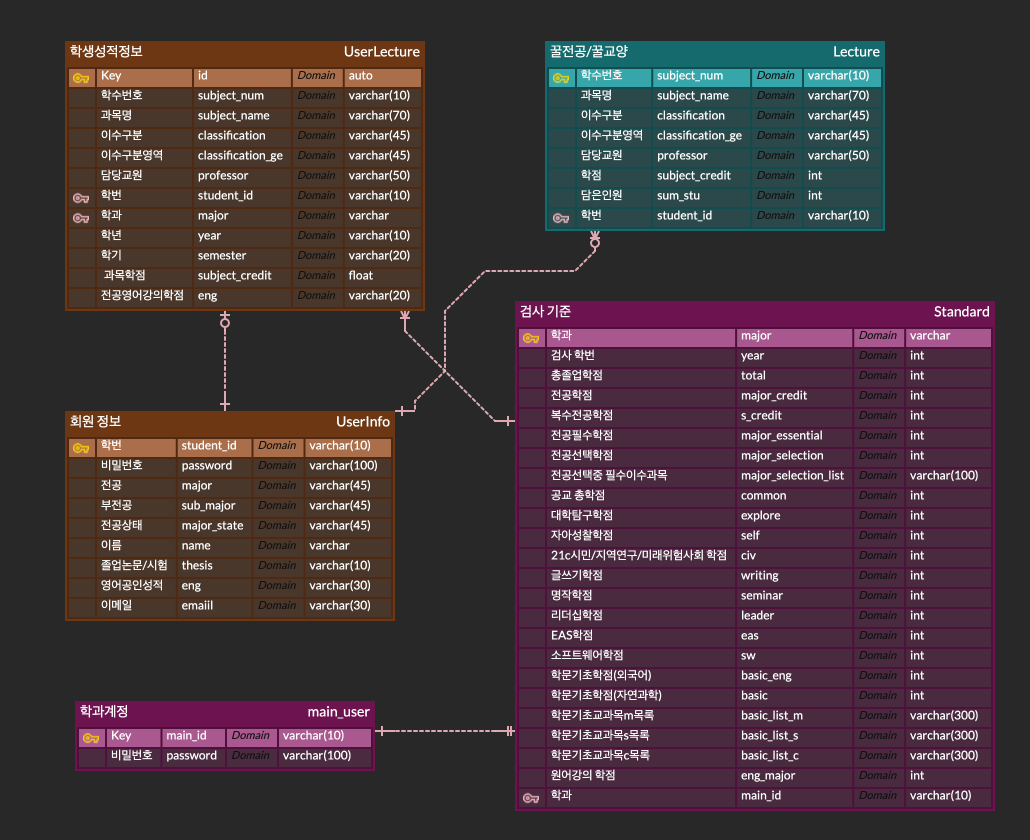 학생성적정보 UserLecture
Key id Domain auto
학수번호 subject_num Domain varchar(10)
과목명 subject_name Domain varchar(70)
이수구분 classification Domain varchar(45)
이수구분영역 classification_ge Domain varchar(45)
담당교원 professor Domain varchar(50)
학번 student_id Domain varchar(10)
학과 major Domain varchar
학년 year Domain varchar(10)
학기 semester Domain varchar(20)
과목학점 subject_credit Domain float
전공영어강의학점 eng Domain varchar(20)
꿀전공/꿀교양 Lecture
학수번호 subject_num Domain varchar(10)
과목명 subject_name Domain varchar(70)
이수구분 classification Domain varchar(45)
이수구분영역 classification_ge Domain varchar(45)
담당교원 professor Domain varchar(50)
학점 subject_credit Domain int
담은인원 sum_stu Domain int
학번 student_id Domain varchar(10)
검사 기준 Standard
학과 major Domain varchar
검사 학번 year Domain int
총졸업학점 total Domain int
전공학점 major_credit Domain int
복수전공학점 s_credit Domain int
전공필수학점 major_essential Domain int
전공선택학점 major_selection Domain int
전공선택중 필수이수과목 major_selection_list Domain varchar(100)
공교 총학점 common Domain int
대학탐구학점 explore Domain int
자아성찰학점 self Domain int
21c시민/지역연구/미래위험사회 학점 civ Domain int
글쓰기학점 writing Domain int
명작학점 seminar Domain int
리더십학점 leader Domain int
EAS학점 eas Domain int
소프트웨어학점 sw Domain int
학문기초학점(외국어) basic_eng Domain int
학문기초학점(자연과학) basic Domain int
학문기초교과목m목록 basic_list_m Domain varchar(300)
학문기초교과목s목록 basic_list_s Domain varchar(300)
학문기초교과목c목록 basic_list_c Domain varchar(300)
원어강의 학점 eng_major Domain int
학과 main_id Domain varchar(10)
회원 정보 UserInfo
학번 student_id Domain varchar(10)
비밀번호 password Domain varchar(100)
전공 major Domain varchar(45)
부전공 sub_major Domain varchar(45)
전공상태 major_state Domain varchar(45)
이름 name Domain varchar
졸업논문/시험 thesis Domain varchar(10)
영어공인성적 eng Domain varchar(30)
이메일 emaiil Domain varchar(30)
학과계정 main_user
Key main_id Domain varchar(10)
비밀번호 password Domain varchar(100)